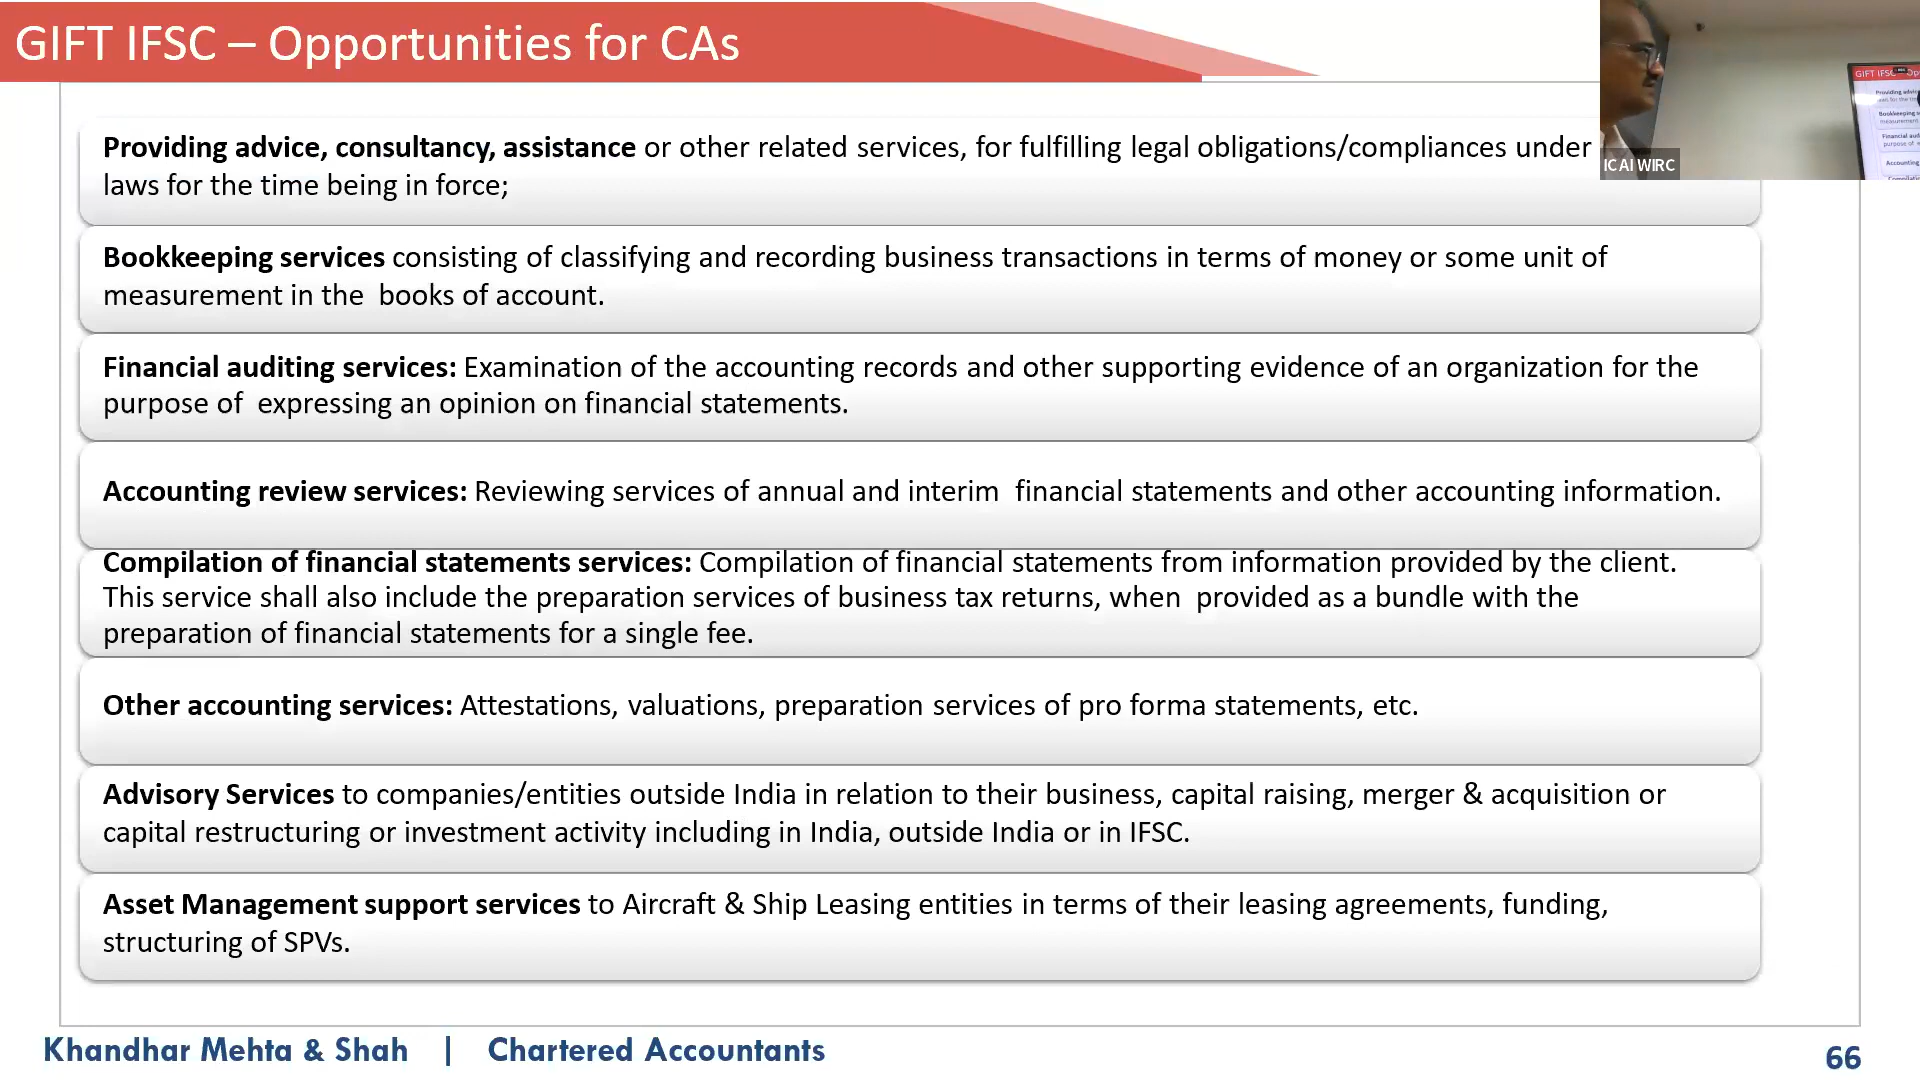 GIFT IFSC – Opportunities for CAs
Providing advice, consultancy, assistance or other related services, for fulfilling legal obligations/compliances under
laws for the time being in force;
Bookkeeping services consisting of classifying and recording business transactions in terms of money or some unit of
measurement in the  books of account.
Financial auditing services: Examination of the accounting records and other supporting evidence of an organization for the
purpose of  expressing an opinion on financial statements.
Accounting review services: Reviewing services of annual and interim  financial statements and other accounting information.
Compilation of financial statements services: Compilation of financial statements from information provided by the client.
This service shall also include the preparation services of business tax returns, when  provided as a bundle with the
preparation of financial statements for a single fee.
Other accounting services: Attestations, valuations, preparation services of pro forma statements, etc.
Advisory Services to companies/entities outside India in relation to their business, capital raising, merger & acquisition or
capital restructuring or investment activity including in India, outside India or in IFSC.
Asset Management support services to Aircraft & Ship Leasing entities in terms of their leasing agreements, funding,
structuring of SPVs.
Khandhar Mehta & Shah | Chartered Accountants
66
ICAI WIRC
GIFT IFSC
Providing
Bookkeeping
measurement
Financial
purpose of
Accounting